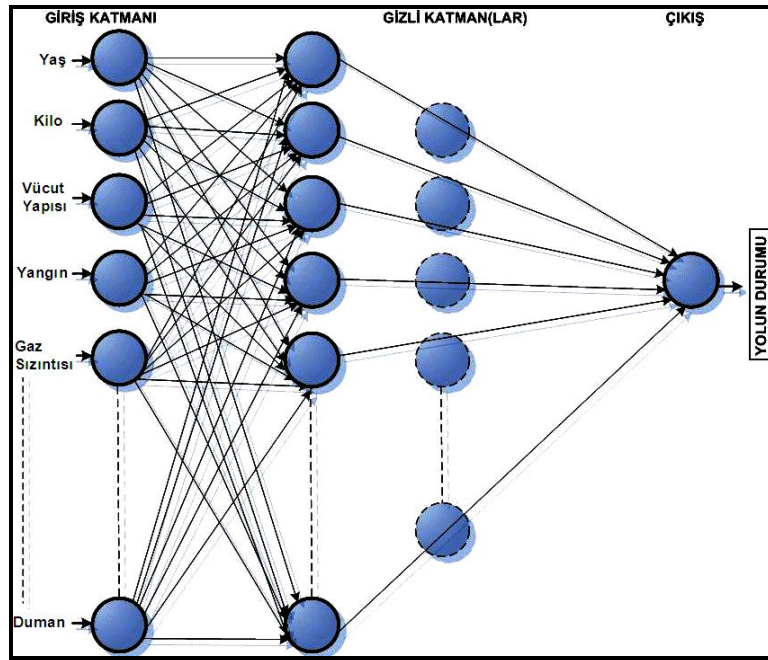 GİRİŞ KATMANI
GİZLİ KATMAN(LAR)
ÇIKIŞ
Yaş
Kilo
Vücut
Yapısı
Yangın
Gaz
Sızıntısı
Duman
YOLUN DURUMU